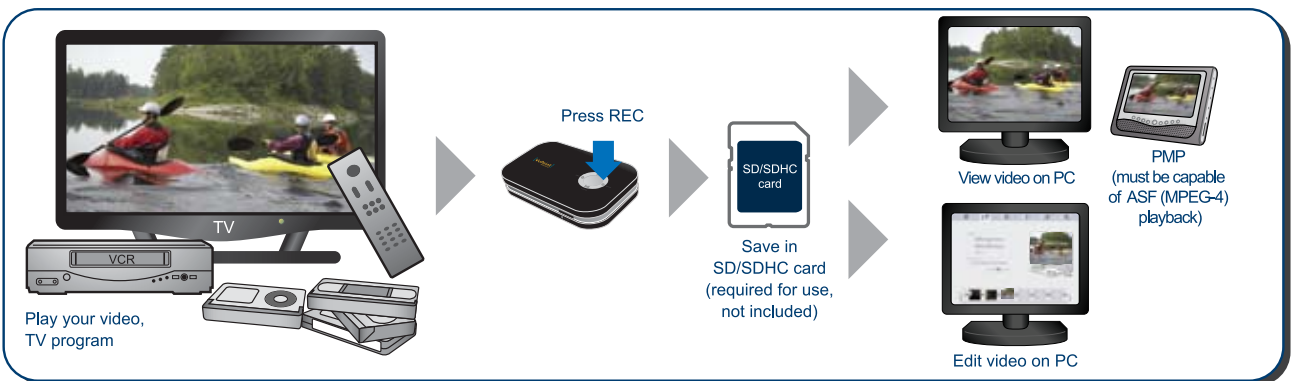 TV
VCR
Play your video,
TV program
Press REC
SD/SDHC
card
Save in
SD/SDHC card
(required for use,
not included)
View video on PC
PMP
(must be capable
of ASF (MPEG-4)
playback)
Edit video on PC